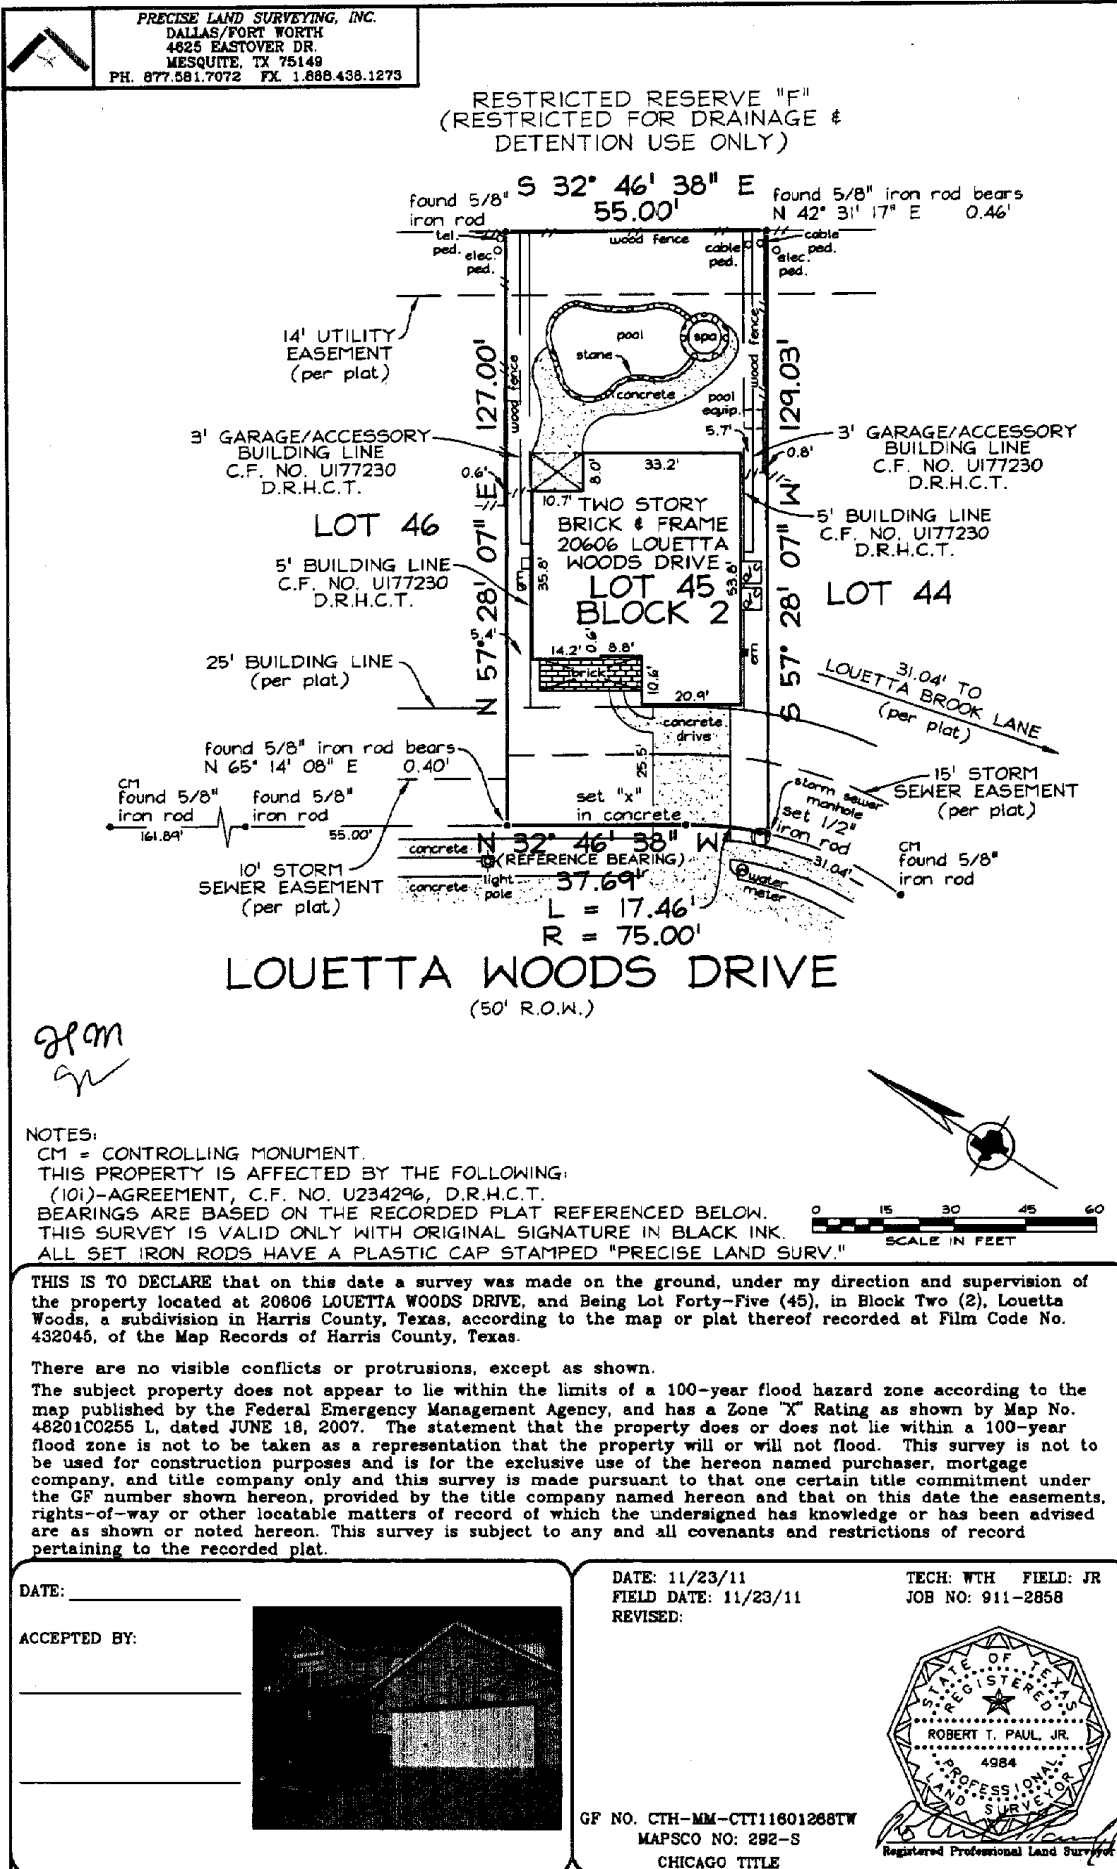 PRECISE LAND SURVEYING, INC.
DALLAS/FORT WORTH
4625 EASTOVER DR.
MESQUITE, TX 75149
PH. 877.581.7072 FX. 1.888.438.1273
RESTRICTED RESERVE "F"
(RESTRICTED FOR DRAINAGE &
DETENTION USE ONLY)
S 32° 46' 38" E
55.00'
found 5/8"
iron rod
found 5/8" iron rod bears
N 42° 31' 17" E 0.46'
tel.
ped.
elec.
ped.
wood fence
cable
ped.
cable
ped.
elec.
ped.
14' UTILITY
EASEMENT
(per plat)
pool
spa
stone
concrete
wood fence
wood fence
pool
equip.
N 57° 28' 07" E 127.00'
S 57° 28' 07" W 129.03'
3' GARAGE/ACCESSORY
BUILDING LINE
C.F. NO. U177230
D.R.H.C.T.
3' GARAGE/ACCESSORY
BUILDING LINE
C.F. NO. U177230
D.R.H.C.T.
5.7'
0.8'
0.6'
8.0'
33.2'
10.7'
LOT 46
TWO STORY
BRICK & FRAME
20606 LOUETTA
WOODS DRIVE
LOT 45
BLOCK 2
5' BUILDING LINE
C.F. NO. U177230
D.R.H.C.T.
5' BUILDING LINE
C.F. NO. U177230
D.R.H.C.T.
LOT 44
gm
35.8'
53.8'
em
5.4'
14.2'
0.6'
8.8'
brick
10.6'
20.9'
25' BUILDING LINE
(per plat)
31.04' TO
LOUETTA BROOK LANE
(per plat)
concrete
drive
25.5'
found 5/8" iron rod bears
N 65° 14' 08" E 0.40'
15' STORM
SEWER EASEMENT
(per plat)
storm sewer
manhole
set 1/2"
iron rod
CM
found 5/8"
iron rod
found 5/8"
iron rod
161.89'
55.00'
set "x"
in concrete
CM
found 5/8"
iron rod
31.04'
N 32° 46' 38" W
(REFERENCE BEARING)
37.69'
L = 17.46'
R = 75.00'
concrete
concrete
light
pole
water
meter
10' STORM
SEWER EASEMENT
(per plat)
LOUETTA WOODS DRIVE
(50' R.O.W.)
NOTES:
CM = CONTROLLING MONUMENT.
THIS PROPERTY IS AFFECTED BY THE FOLLOWING:
(10i)-AGREEMENT, C.F. NO. U234296, D.R.H.C.T.
BEARINGS ARE BASED ON THE RECORDED PLAT REFERENCED BELOW.
THIS SURVEY IS VALID ONLY WITH ORIGINAL SIGNATURE IN BLACK INK.
ALL SET IRON RODS HAVE A PLASTIC CAP STAMPED "PRECISE LAND SURV."
0 15 30 45 60
SCALE IN FEET
THIS IS TO DECLARE that on this date a survey was made on the ground, under my direction and supervision of
the property located at 20606 LOUETTA WOODS DRIVE, and Being Lot Forty-Five (45), in Block Two (2), Louetta
Woods, a subdivision in Harris County, Texas, according to the map or plat thereof recorded at Film Code No.
432045, of the Map Records of Harris County, Texas.
There are no visible conflicts or protrusions, except as shown.
The subject property does not appear to lie within the limits of a 100-year flood hazard zone according to the
map published by the Federal Emergency Management Agency, and has a Zone "X" Rating as shown by Map No.
48201C0255 L, dated JUNE 18, 2007. The statement that the property does or does not lie within a 100-year
flood zone is not to be taken as a representation that the property will or will not flood. This survey is not to
be used for construction purposes and is for the exclusive use of the hereon named purchaser, mortgage
company, and title company only and this survey is made pursuant to that one certain title commitment under
the GF number shown hereon, provided by the title company named hereon and that on this date the easements,
rights-of-way or other locatable matters of record of which the undersigned has knowledge or has been advised
are as shown or noted hereon. This survey is subject to any and all covenants and restrictions of record
pertaining to the recorded plat.
DATE:
ACCEPTED BY:
DATE: 11/23/11
FIELD DATE: 11/23/11
REVISED:
TECH: WTH FIELD: JR
JOB NO: 911-2858
STATE OF TEXAS
REGISTERED
ROBERT T. PAUL, JR.
4984
PROFESSIONAL
LAND SURVEYOR
Registered Professional Land Surveyor
GF NO. CTH-MM-CTT11601268TW
MAPSCO NO: 292-S
CHICAGO TITLE